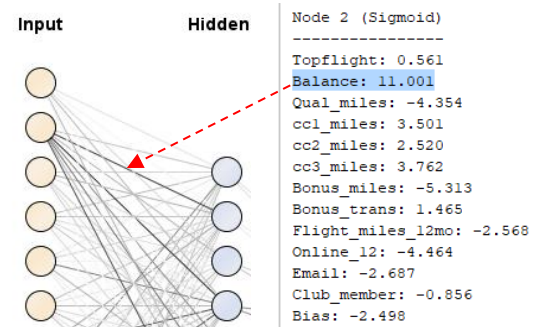 Input
Hidden
Node 2 (Sigmoid)
----------------
Topflight: 0.561
Balance: 11.001
Qual_miles: -4.354
cc1_miles: 3.501
cc2_miles: 2.520
cc3_miles: 3.762
Bonus_miles: -5.313
Bonus_trans: 1.465
Flight_miles_12mo: -2.568
Online_12: -4.464
Email: -2.687
Club_member: -0.856
Bias: -2.498